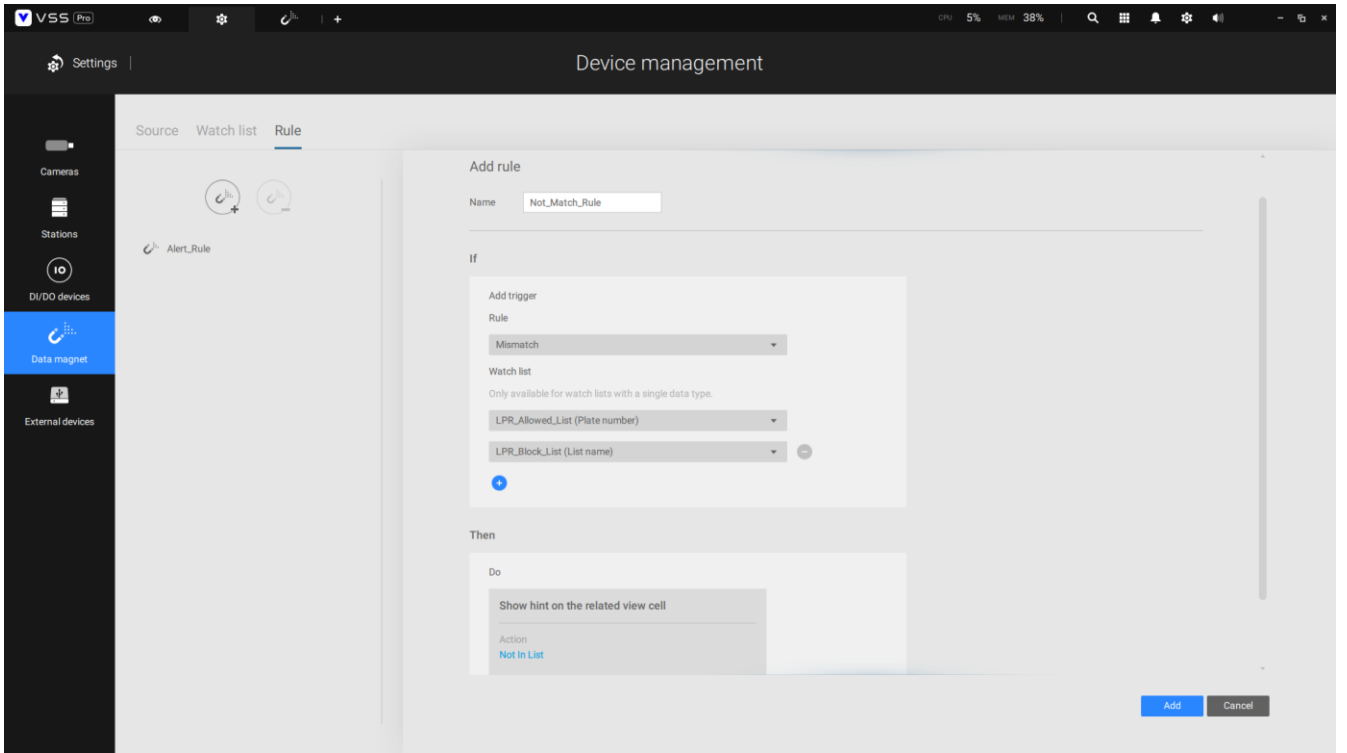 VSS Pro
CPU 5% MEM 38%
Settings
Device management
Cameras
Stations
IO
DI/DO devices
Data magnet
External devices
Source Watch list Rule
Alert_Rule
Add rule
Name Not_Match_Rule
If
Add trigger
Rule
Mismatch
Watch list
Only available for watch lists with a single data type.
LPR_Allowed_List (Plate number)
LPR_Block_List (List name)
Then
Do
Show hint on the related view cell
Action
Not In List
Add Cancel